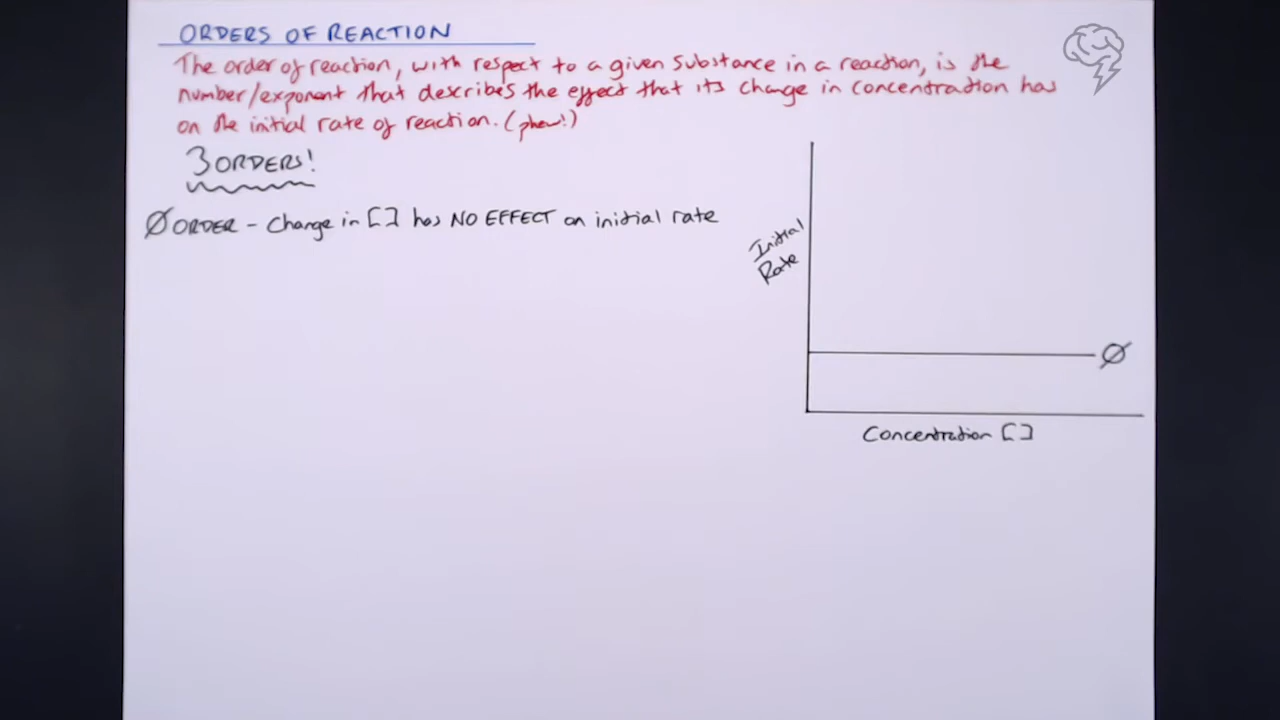 ORDERS OF REACTION
The order of reaction, with respect to a given substance in a reaction, is the
number/exponent that describes the effect that its change in concentration has
on the initial rate of reaction. (phew!)
3 ORDERS!
Ø ORDER - Change in [ ] has NO EFFECT on initial rate
Initial
Rate
Ø
Concentration [ ]